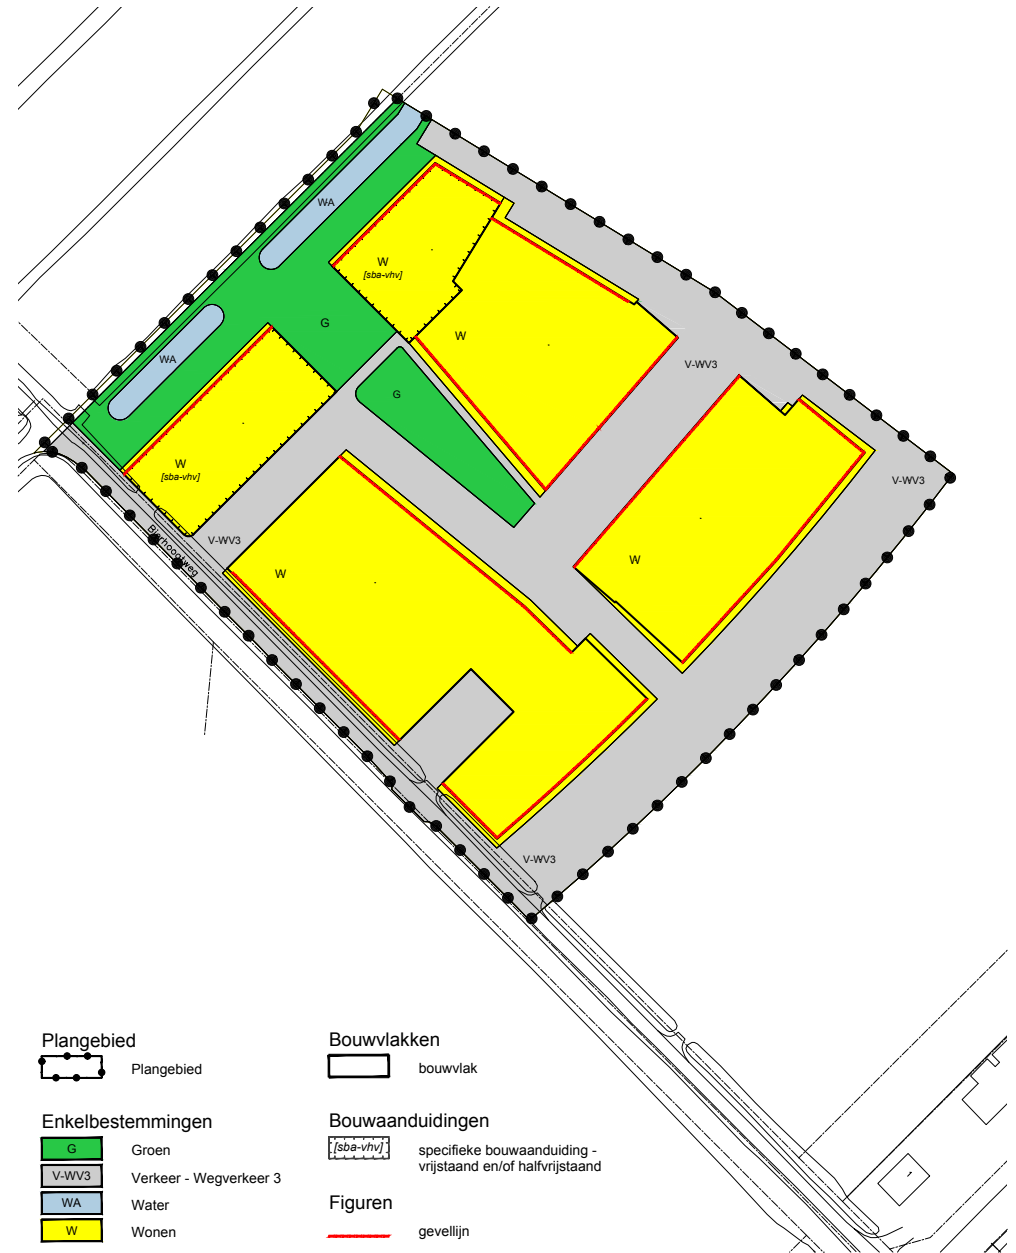 WA
W
[sba-vhv]
G
W
WA
V-WV3
G
W
[sba-vhv]
V-WV3
V-WV3
W
W
V-WV3
Plangebied
Plangebied
Enkelbestemmingen
G Groen
V-WV3 Verkeer - Wegverkeer 3
WA Water
W Wonen
Bouwvlakken
bouwvlak
Bouwaanduidingen
[sba-vhv] specifieke bouwaanduiding -
vrijstaand en/of halfvrijstaand
Figuren
gevellijn
1